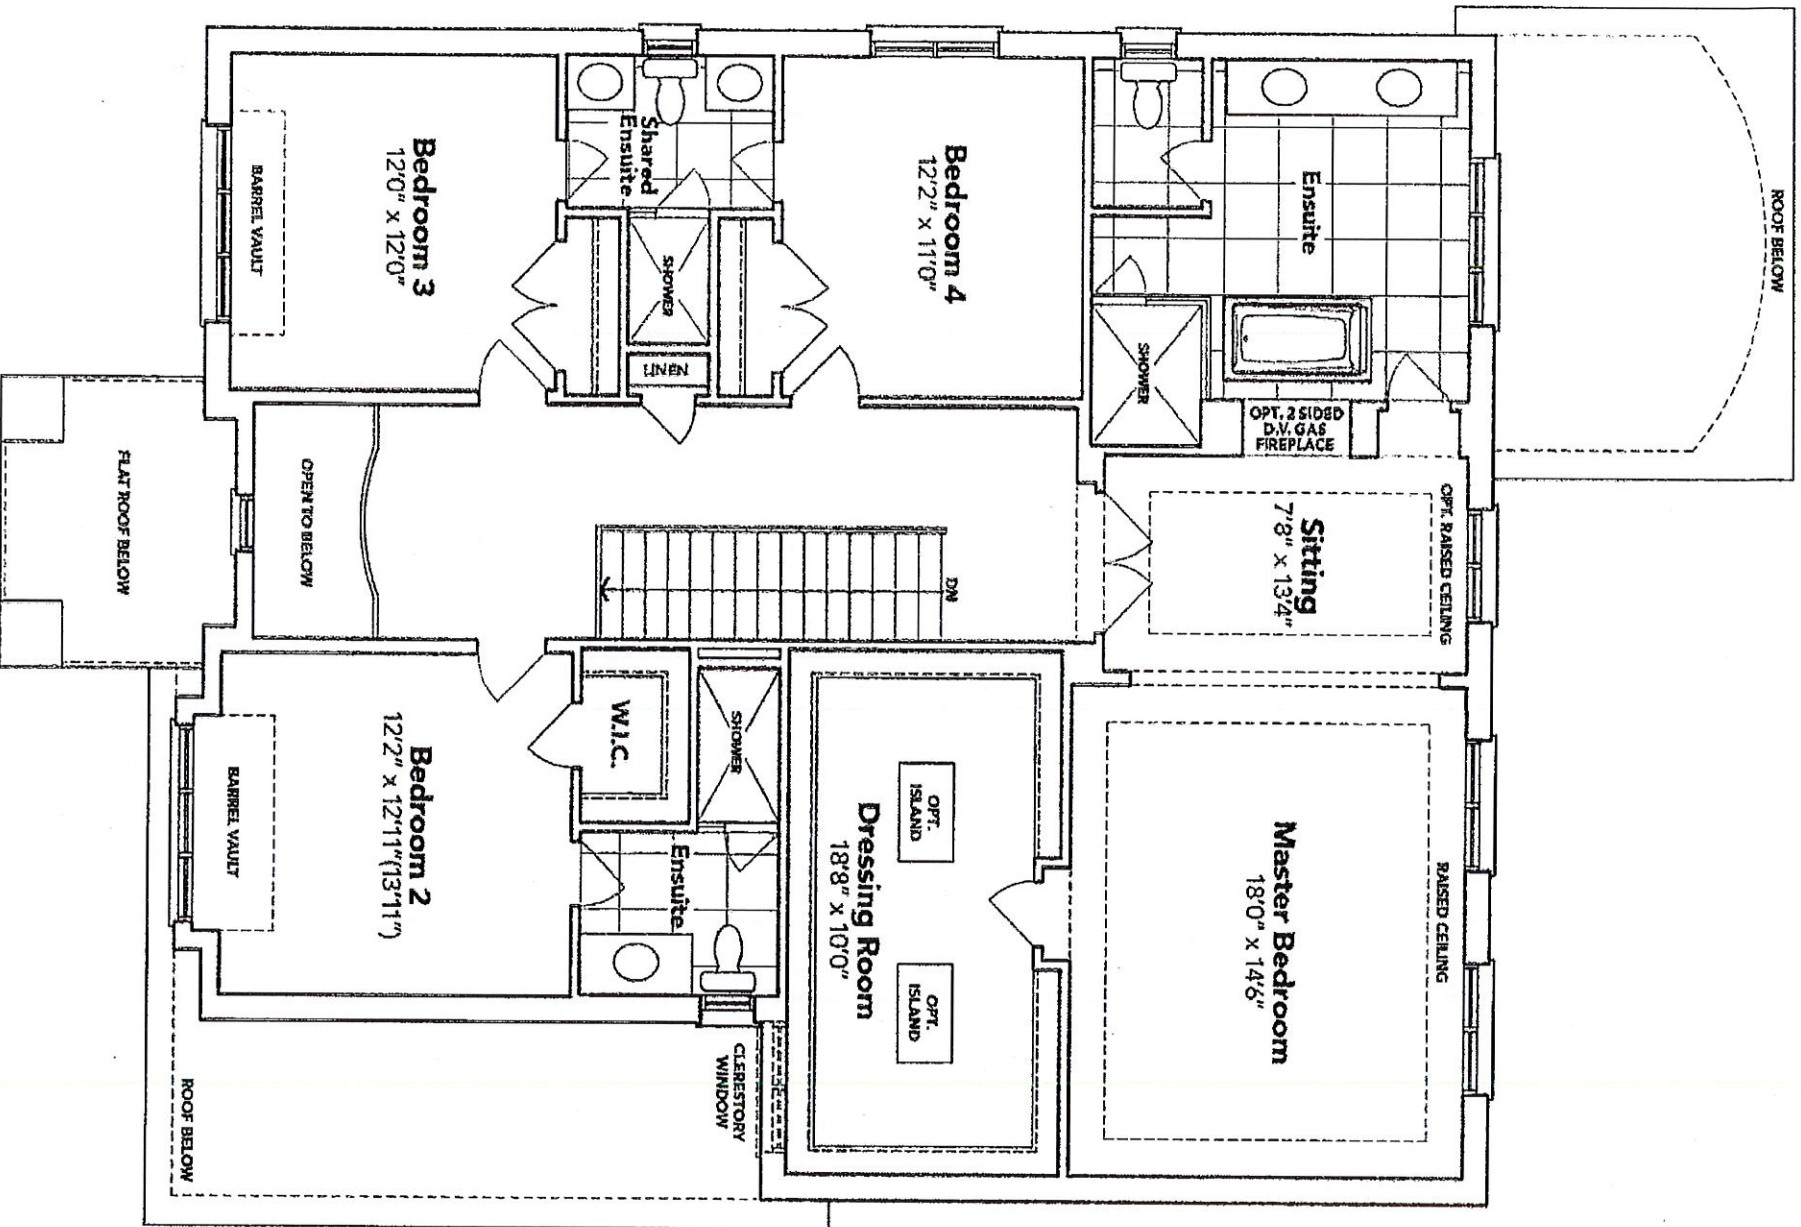 ROOF BELOW
Ensuite
SHOWER
OPT. 2 SIDED
D.V. GAS
FIREPLACE
OPT. RAISED CEILING
Sitting
7'8" x 13'4"
RAISED CEILING
Master Bedroom
18'0" x 14'6"
Bedroom 4
12'2" x 11'0"
Shared
Ensuite
SHOWER
LINEN
Bedroom 3
12'0" x 12'0"
BARREL VAULT
DN
OPEN TO BELOW
FLAT ROOF BELOW
Dressing Room
18'8" x 10'0"
OPT.
ISLAND
OPT.
ISLAND
SHOWER
W.I.C.
Ensuite
Bedroom 2
12'2" x 12'11"(13'11")
BARREL VAULT
CLERESTORY
WINDOW
ROOF BELOW